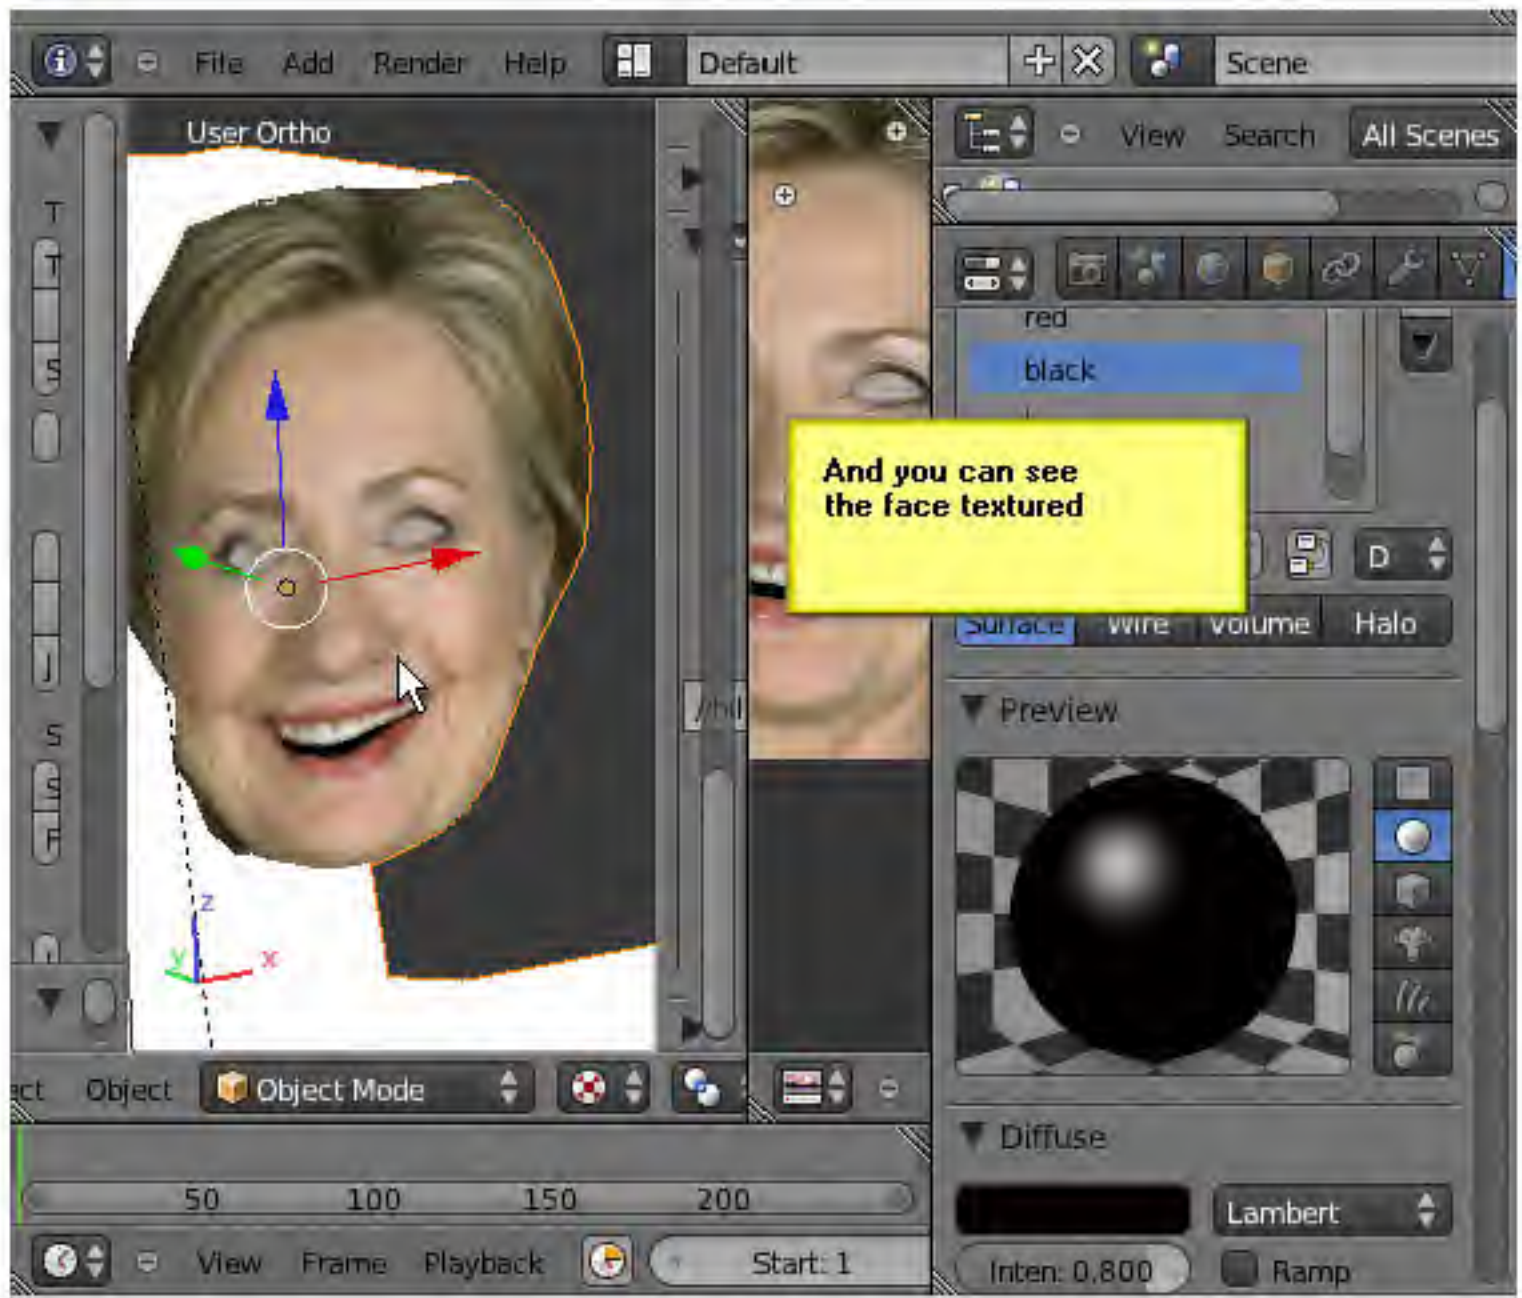 File Add Render Help Default Scene
User Ortho
View Search All Scenes
T
T
S
J
S
S
F
red
black
And you can see
the face textured
D
Surface Wire Volume Halo
Preview
z
y x
Object Object Mode
Diffuse
50 100 150 200
Lambert
View Frame Playback Start: 1
Inten: 0.800 Ramp